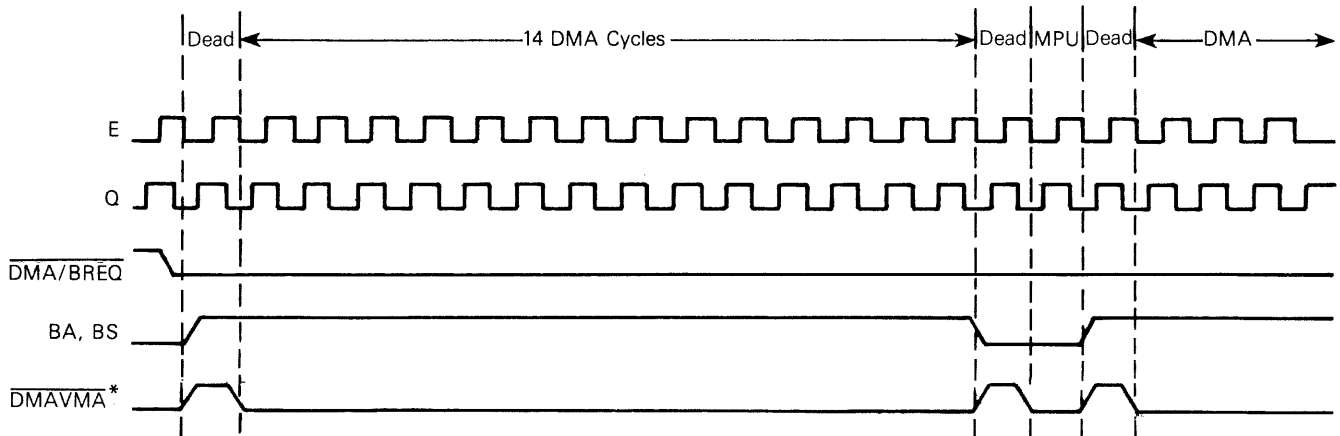 Dead 14 DMA Cycles Dead MPU Dead DMA
E
Q
DMA/BREQ
BA, BS
DMAVMA*